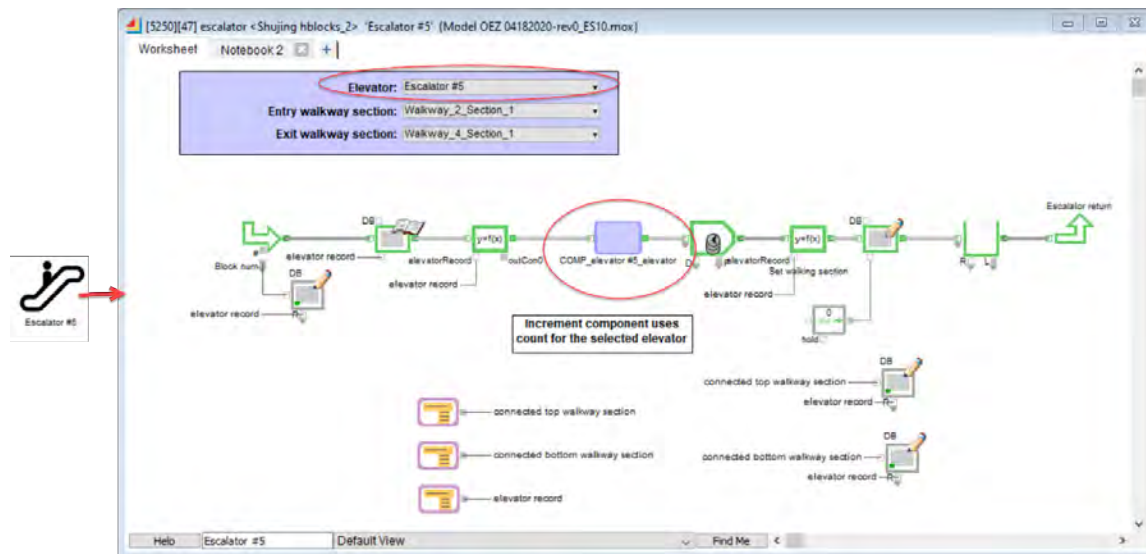 [5250][47] escalator <Shujing hblocks_2> 'Escalator #5' (Model OEZ 04182020-rev0_ES10.mox)
Worksheet Notebook 2 +
Elevator: Escalator #5
Entry walkway section: Walkway_2_Section_1
Exit walkway section: Walkway_4_Section_1
Escalator return
DB
DB
y=f(x)
y=f(x)
#
Block num
elevator record
elevatorRecord
outCon0
COMP_elevator #5_elevator
D
elevatorRecord
Set walking section
R
L
DB
elevator record
elevator record
elevator record
R
0
hold
Escalator #5
Increment component uses
count for the selected elevator
DB
connected top walkway section
elevator record
R
connected top walkway section
DB
connected bottom walkway section
connected bottom walkway section
elevator record
R
elevator record
Help Escalator #5 Default View Find Me